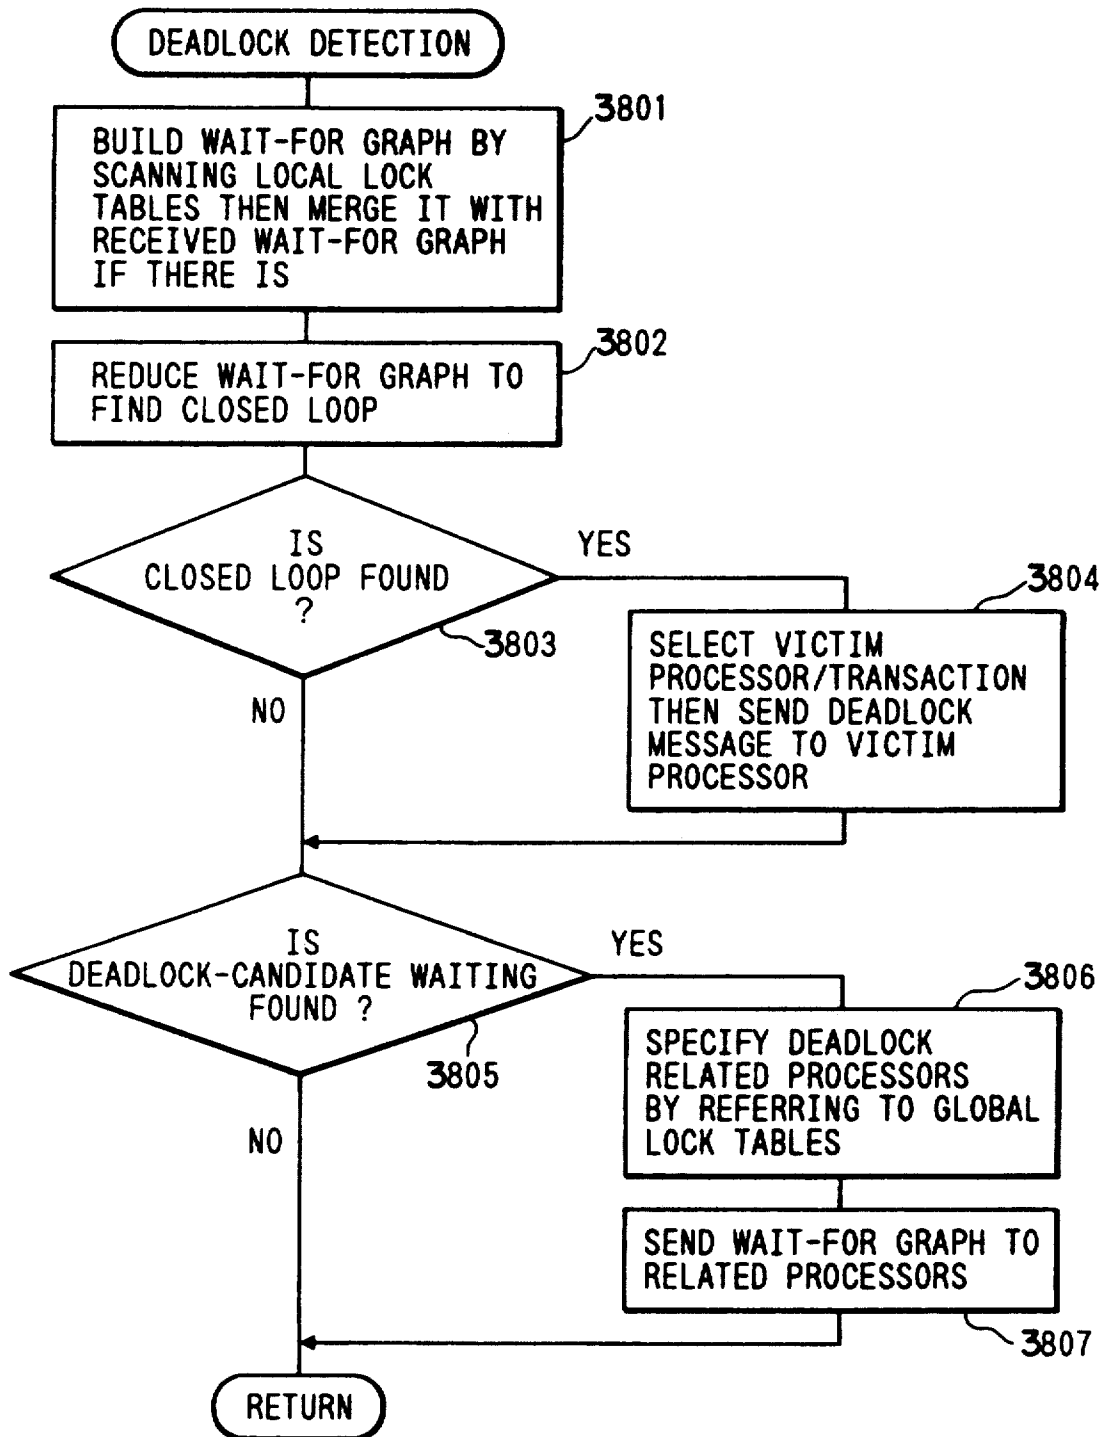 DEADLOCK DETECTION
3801
BUILD WAIT-FOR GRAPH BY
SCANNING LOCAL LOCK
TABLES THEN MERGE IT WITH
RECEIVED WAIT-FOR GRAPH
IF THERE IS
3802
REDUCE WAIT-FOR GRAPH TO
FIND CLOSED LOOP
IS
CLOSED LOOP FOUND
?
YES
3803
NO
3804
SELECT VICTIM
PROCESSOR/TRANSACTION
THEN SEND DEADLOCK
MESSAGE TO VICTIM
PROCESSOR
IS
DEADLOCK-CANDIDATE WAITING
FOUND ?
YES
3805
NO
3806
SPECIFY DEADLOCK
RELATED PROCESSORS
BY REFERRING TO GLOBAL
LOCK TABLES
SEND WAIT-FOR GRAPH TO
RELATED PROCESSORS
3807
RETURN